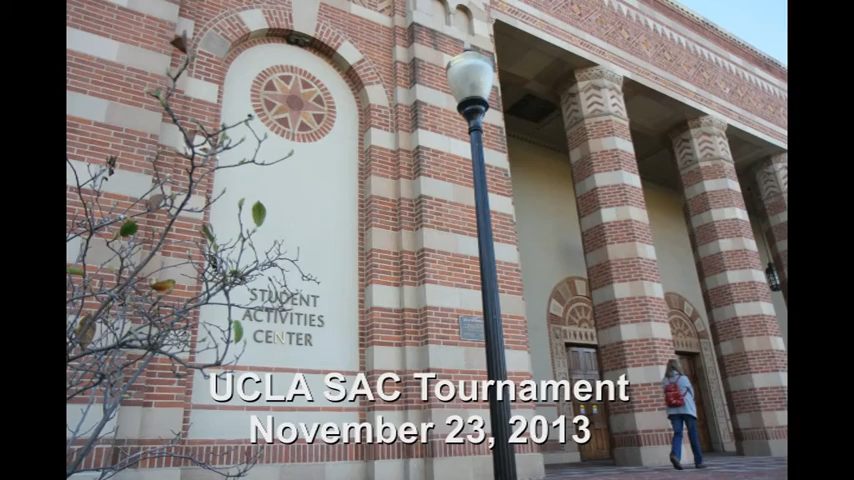 STUDENT
ACTIVITIES
CENTER
UCLA SAC Tournament
November 23, 2013